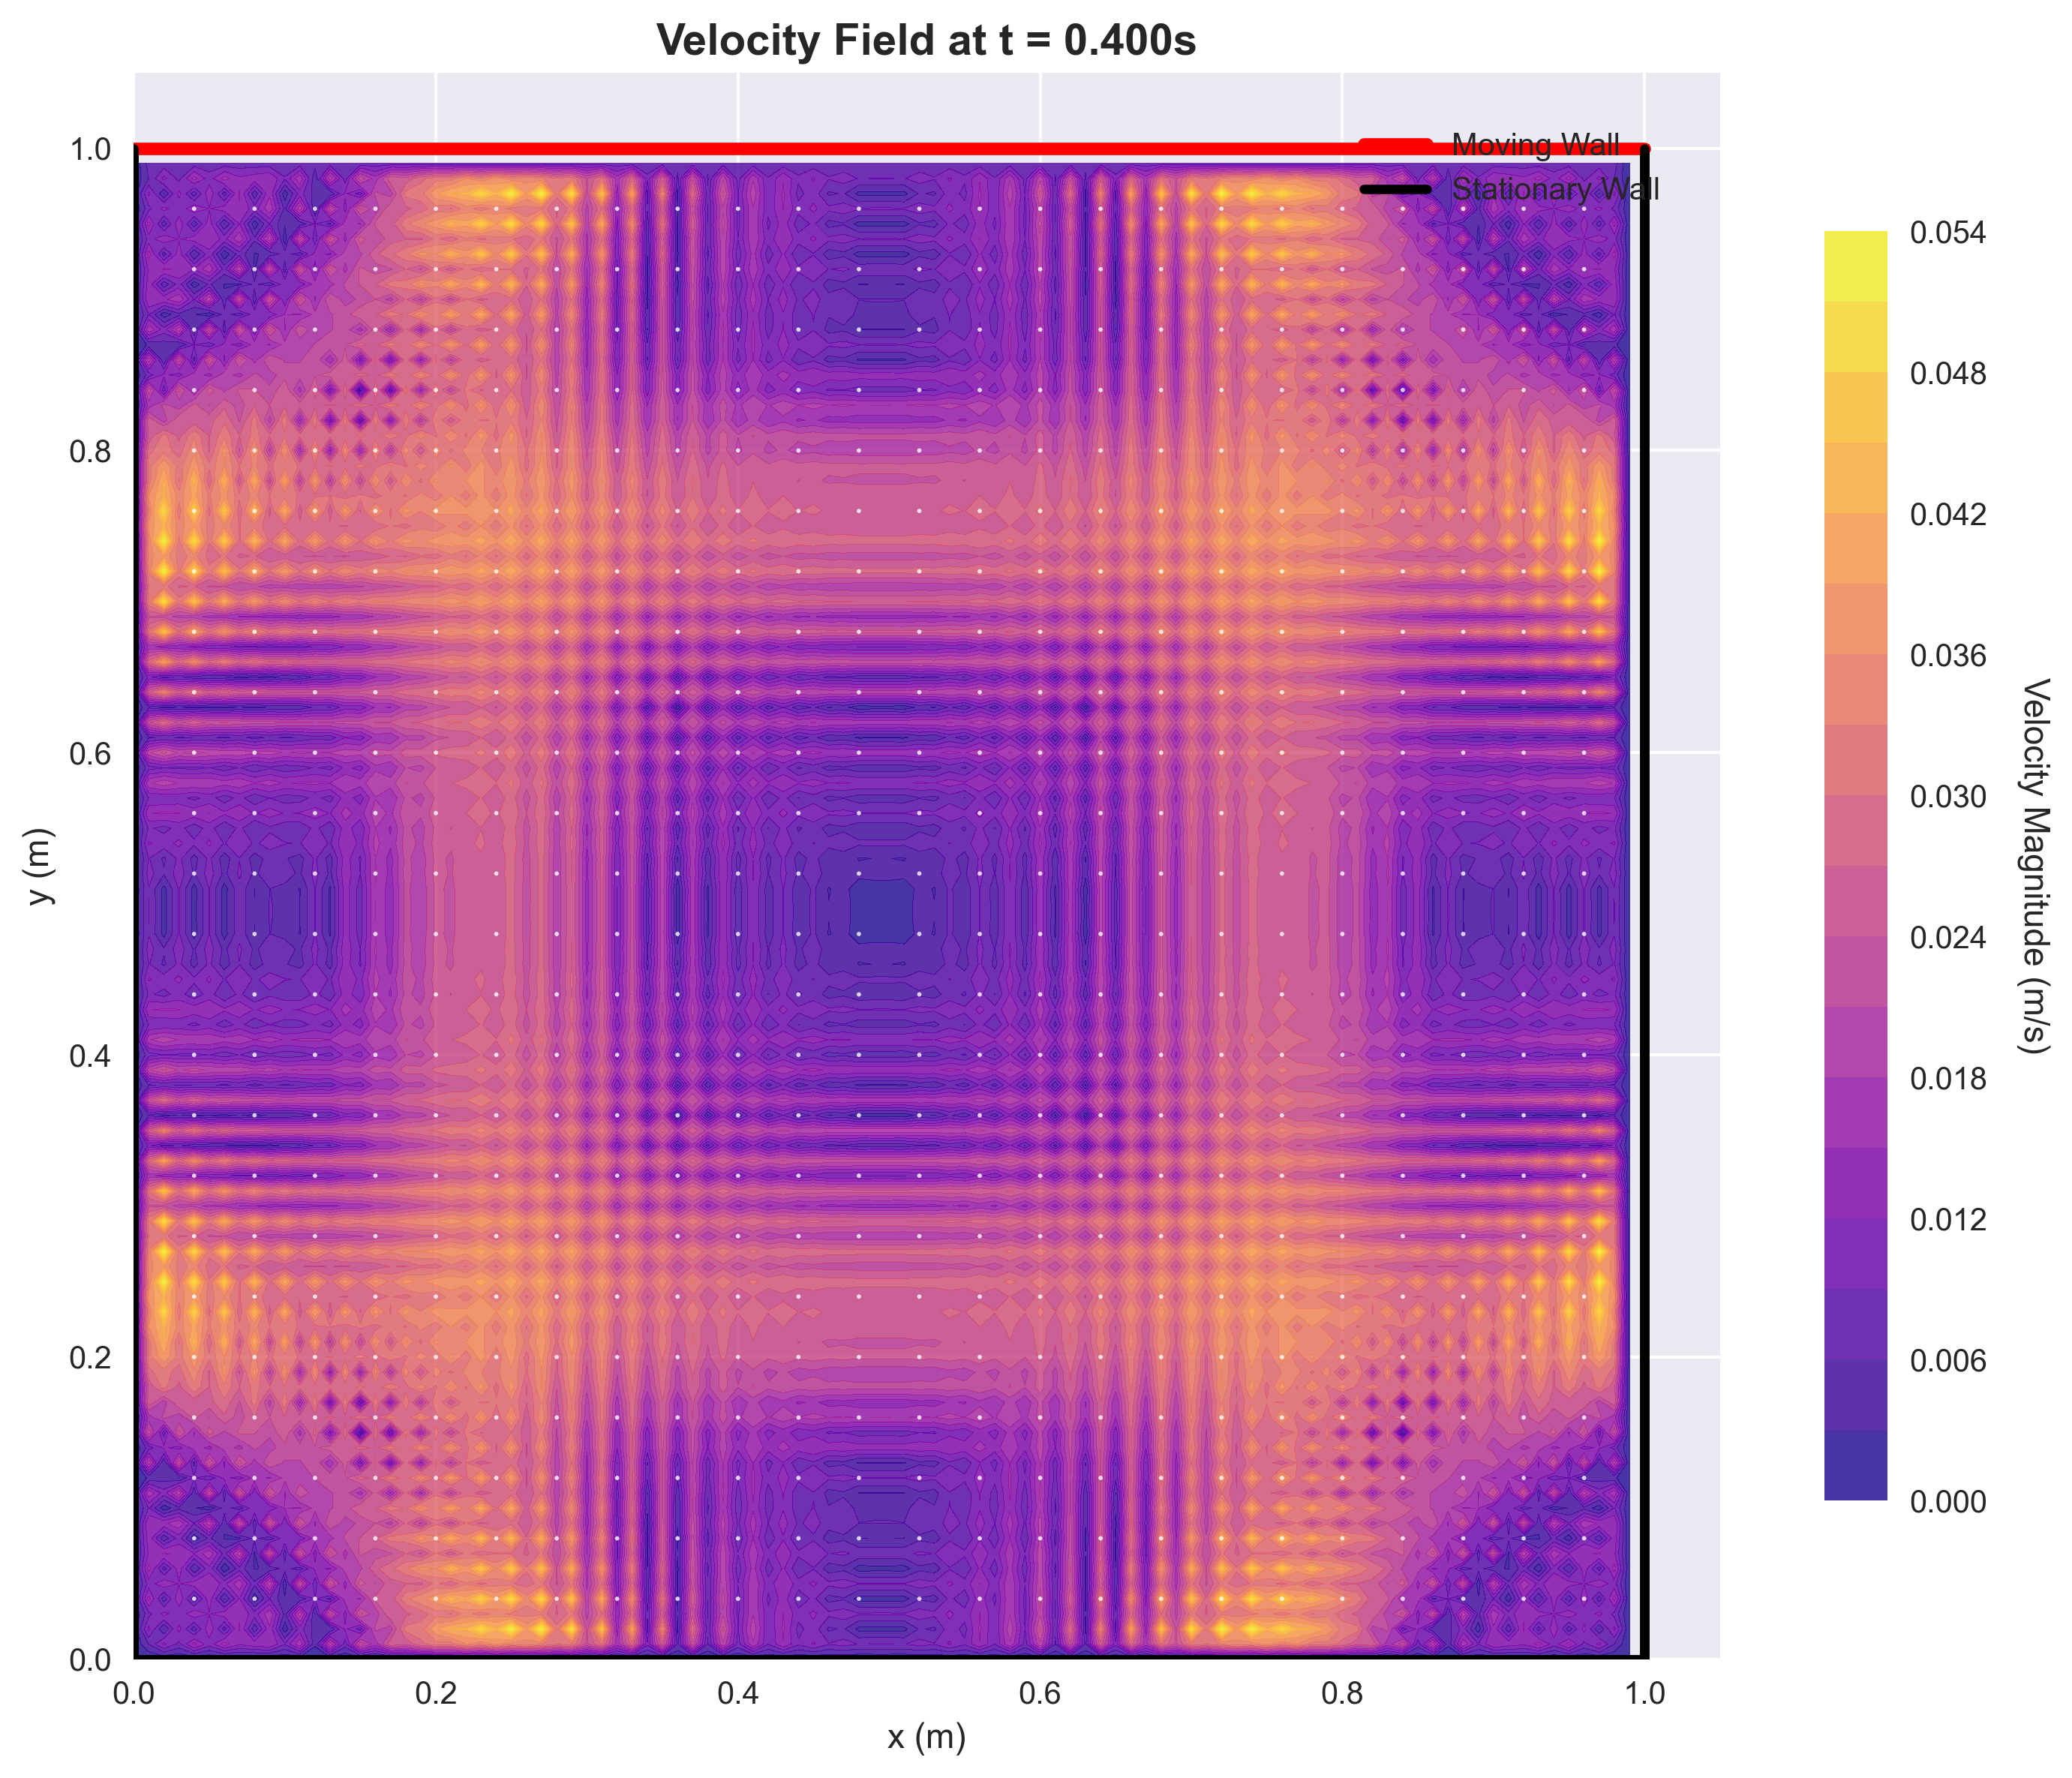 Velocity Field at t = 0.400s
Moving Wall
Stationary Wall
1.0
0.8
0.6
0.4
0.2
0.0
y (m)
0.0 0.2 0.4 0.6 0.8 1.0
x (m)
0.054
0.048
0.042
0.036
0.030
0.024
0.018
0.012
0.006
0.000
Velocity Magnitude (m/s)